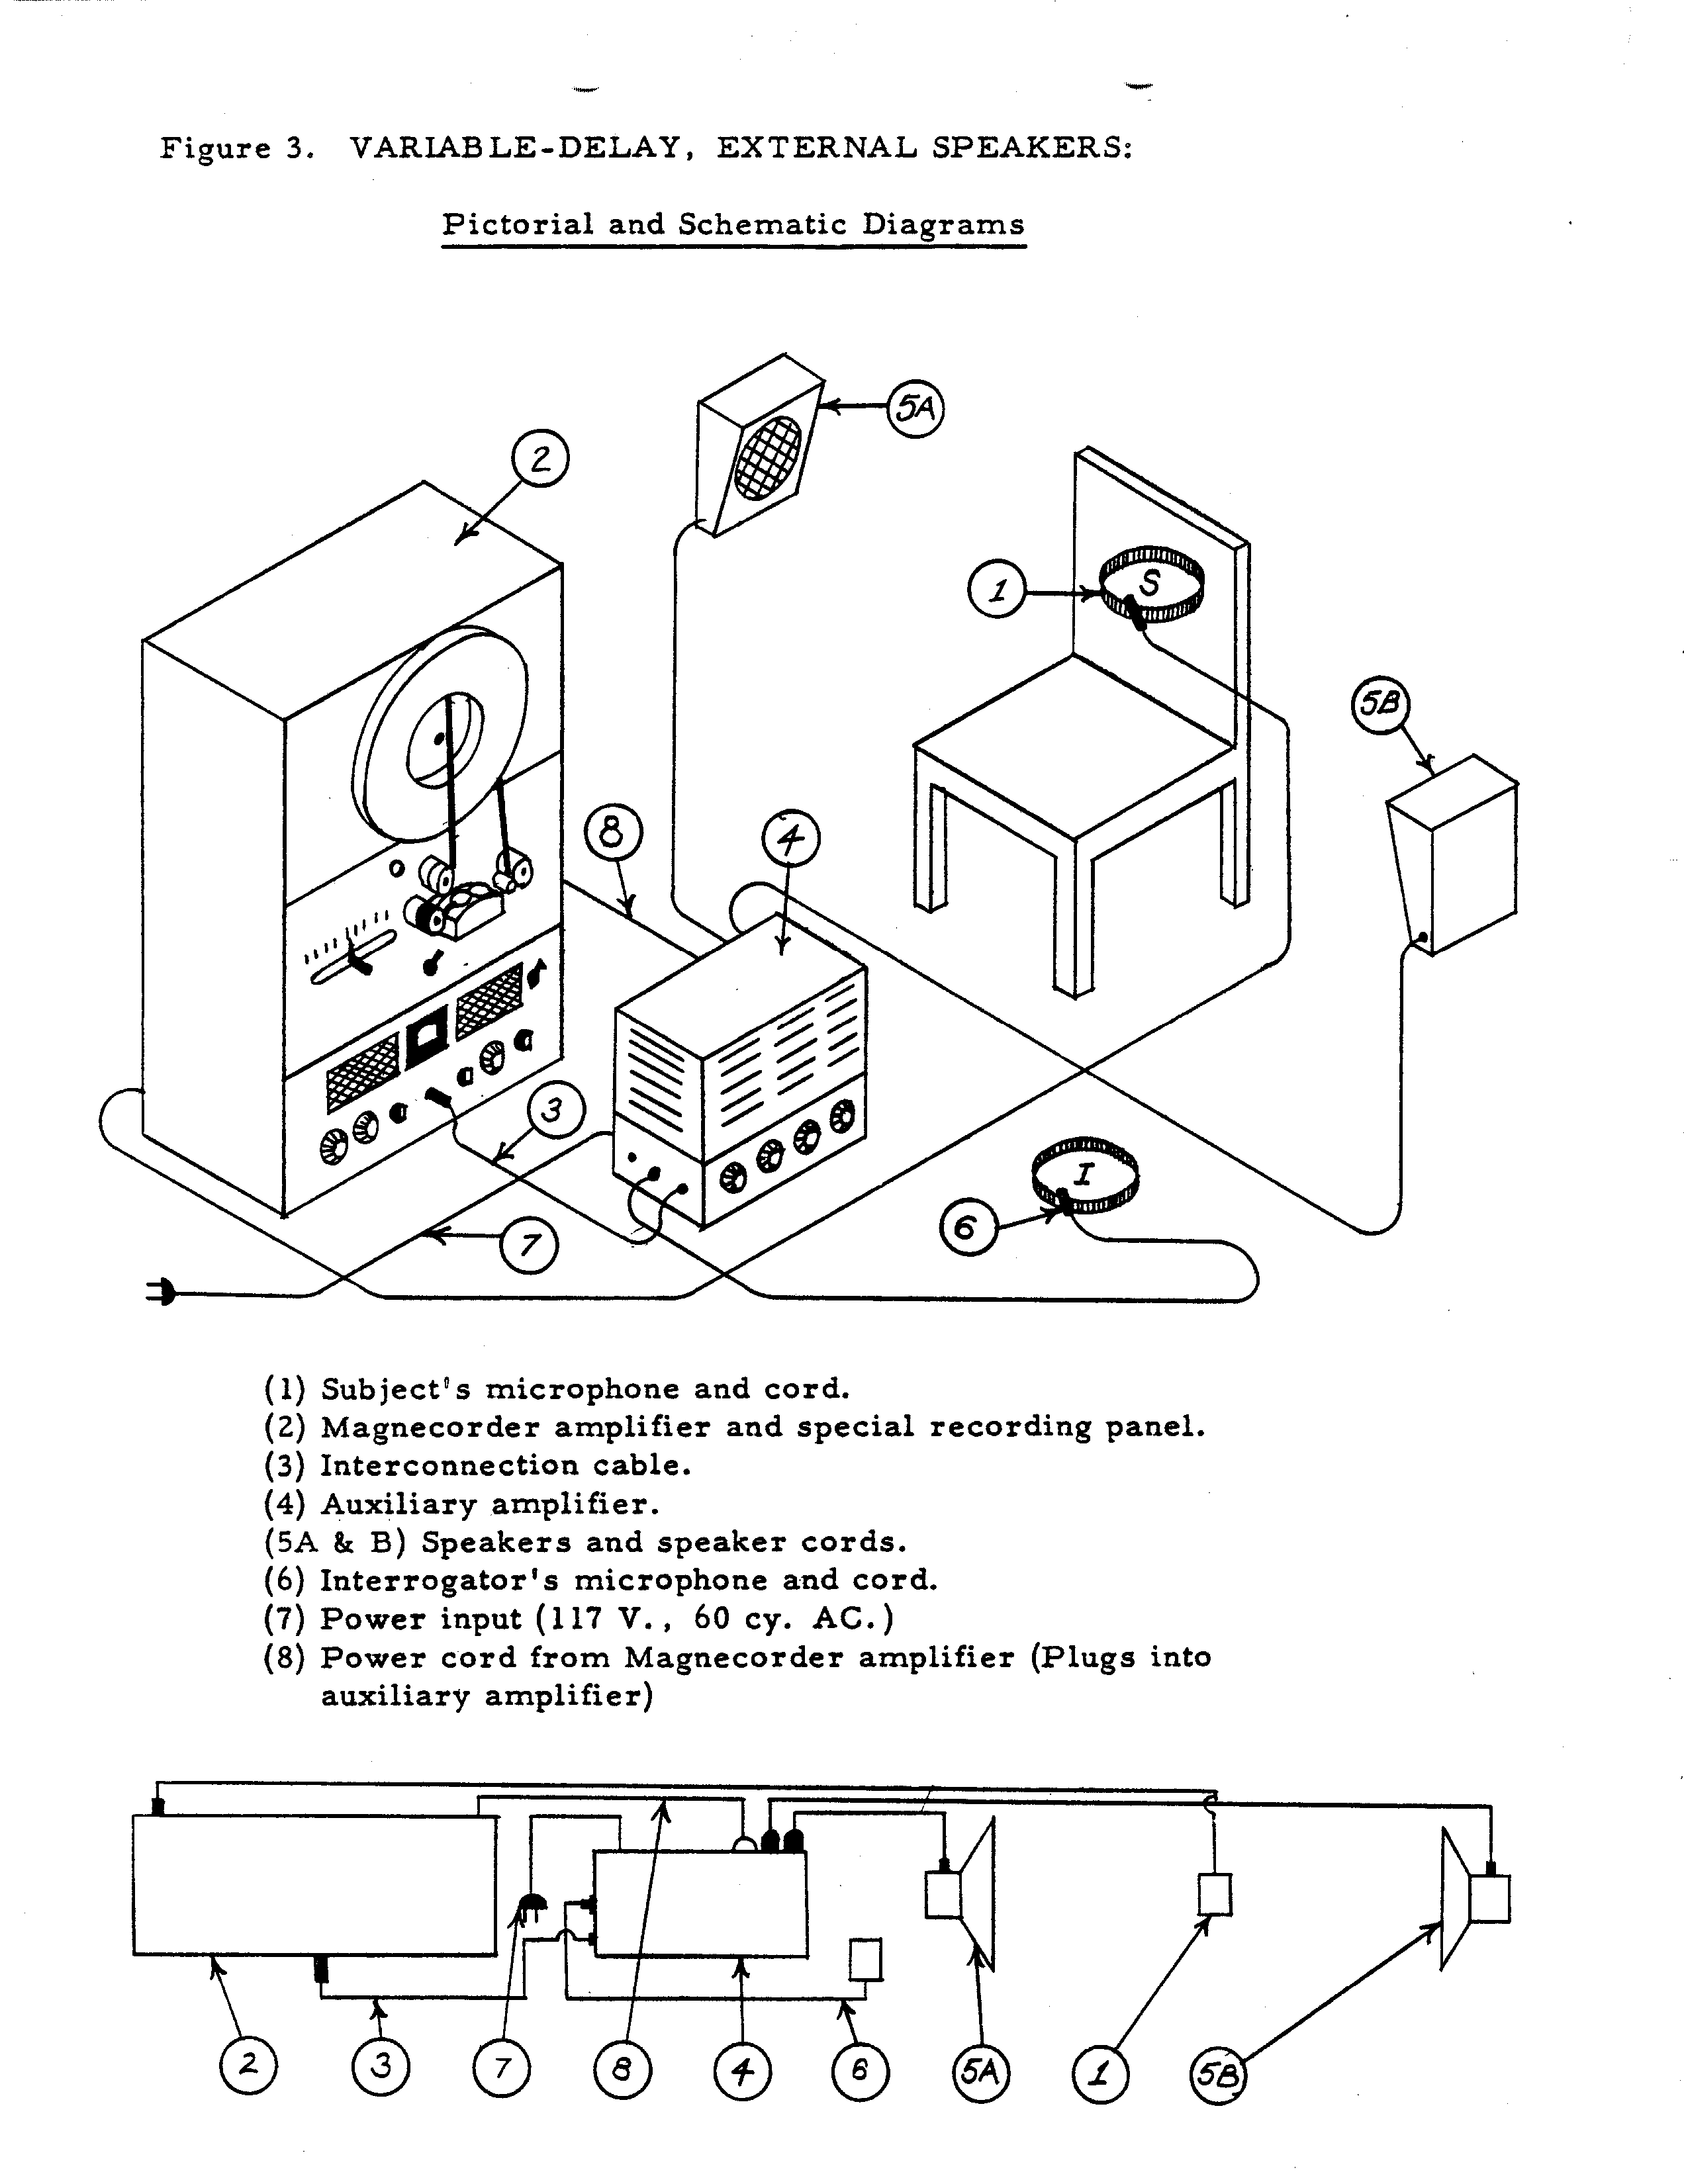 Figure 3. VARIABLE-DELAY, EXTERNAL SPEAKERS:
Pictorial and Schematic Diagrams
5A
2
1
S
5B
8
4
3
I
6
7
(1) Subject's microphone and cord.
(2) Magnecorder amplifier and special recording panel.
(3) Interconnection cable.
(4) Auxiliary amplifier.
(5A & B) Speakers and speaker cords.
(6) Interrogator's microphone and cord.
(7) Power input (117 V., 60 cy. AC.)
(8) Power cord from Magnecorder amplifier (Plugs into
auxiliary amplifier)
2 3 7 8 4 6 5A 1 5B